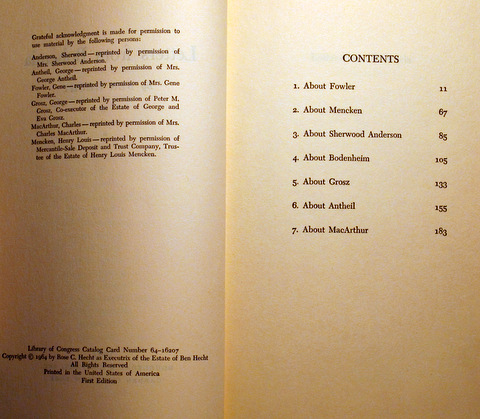 Grateful acknowledgment is made for permission to
use material by the following persons:
Anderson, Sherwood—reprinted by permission of
Mrs. Sherwood Anderson.
Antheil, George—reprinted by permission of Mrs.
George Antheil.
Fowler, Gene—reprinted by permission of Mrs. Gene
Fowler.
Grosz, George—reprinted by permission of Peter M.
Grosz, Co-executor of the Estate of George and
Eva Grosz.
MacArthur, Charles—reprinted by permission of Mrs.
Charles MacArthur.
Mencken, Henry Louis—reprinted by permission of
Mercantile-Sale Deposit and Trust Company, Trus-
tee of the Estate of Henry Louis Mencken.
Library of Congress Catalog Card Number 64-16207
Copyright © 1964 by Rose C. Hecht as Executrix of the Estate of Ben Hecht
All Rights Reserved
Printed in the United States of America
First Edition
CONTENTS
1. About Fowler 11
2. About Mencken 67
3. About Sherwood Anderson 85
4. About Bodenheim 105
5. About Grosz 133
6. About Antheil 155
7. About MacArthur 183